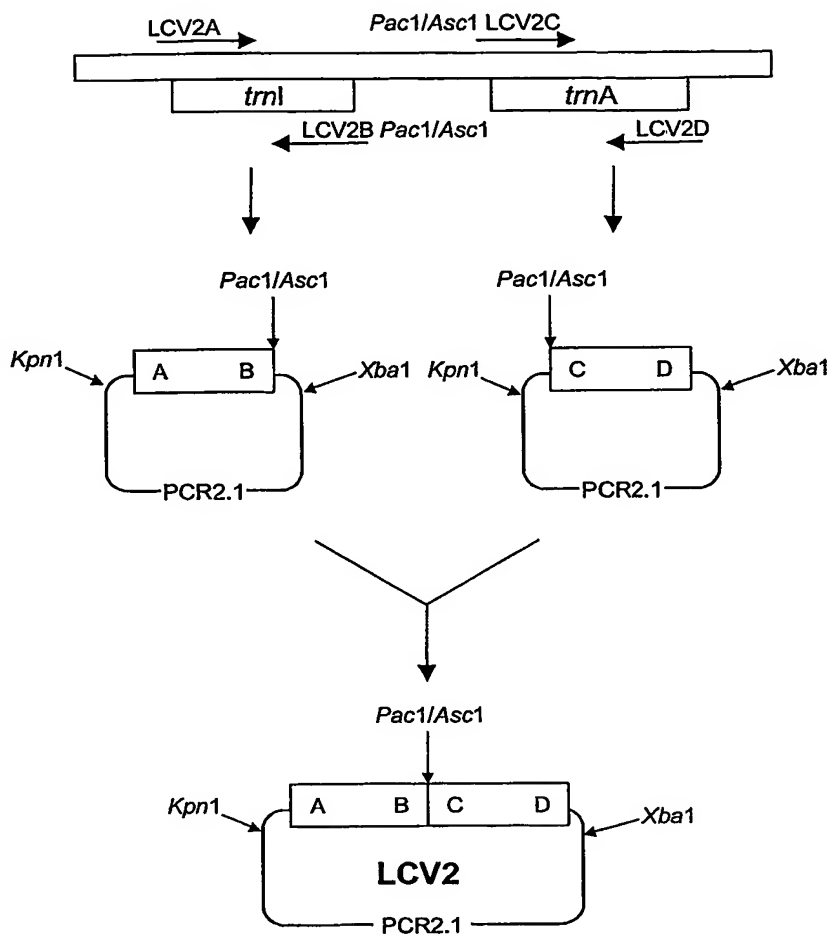 LCV2A
Pac1/Asc1 LCV2C
trnI
trnA
LCV2B Pac1/Asc1
LCV2D
Pac1/Asc1
Pac1/Asc1
Kpn1
A
B
Xba1
Kpn1
C
D
Xba1
PCR2.1
PCR2.1
Pac1/Asc1
Kpn1
A
B
C
D
Xba1
LCV2
PCR2.1